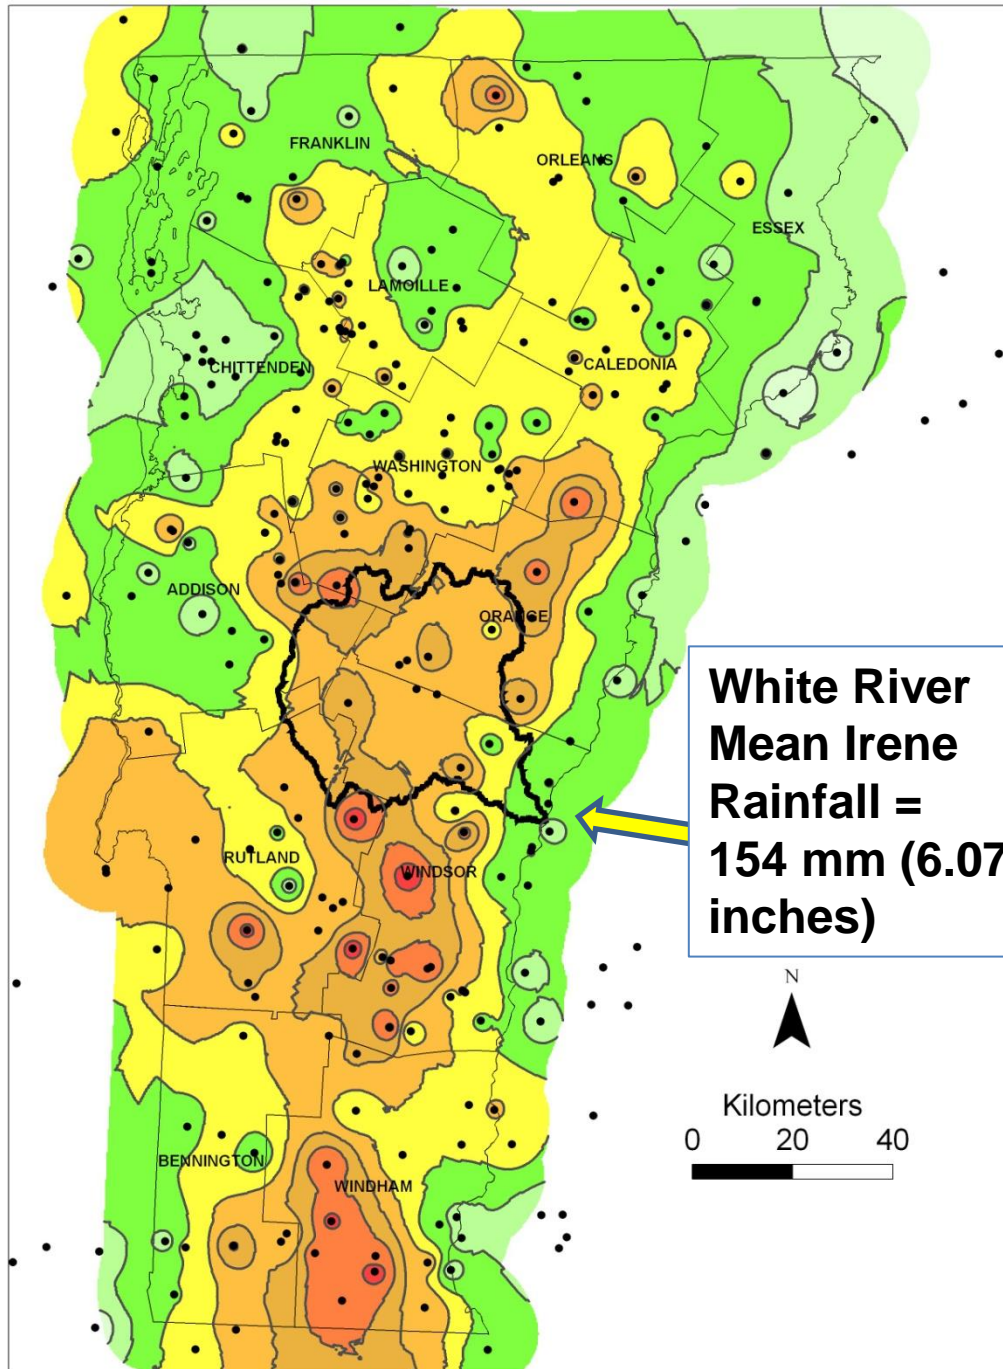 FRANKLIN
ORLEANS
ESSEX
LAMOILLE
CHITTENDEN
CALEDONIA
WASHINGTON
ADDISON
ORANGE
White River
Mean Irene
Rainfall =
154 mm (6.07
inches)
RUTLAND
WINDSOR
N
Kilometers
0 20 40
BENNINGTON
WINDHAM